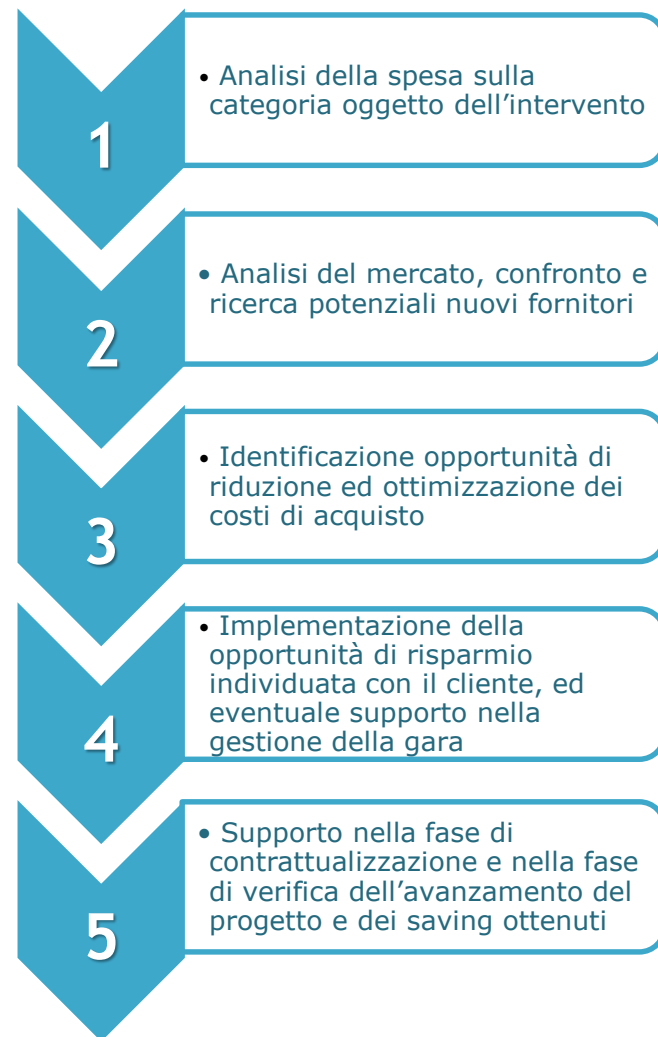 1
• Analisi della spesa sulla
categoria oggetto dell’intervento
2
• Analisi del mercato, confronto e
ricerca potenziali nuovi fornitori
3
• Identificazione opportunità di
riduzione ed ottimizzazione dei
costi di acquisto
4
• Implementazione della
opportunità di risparmio
individuata con il cliente, ed
eventuale supporto nella
gestione della gara
5
• Supporto nella fase di
contrattualizzazione e nella fase
di verifica dell’avanzamento del
progetto e dei saving ottenuti